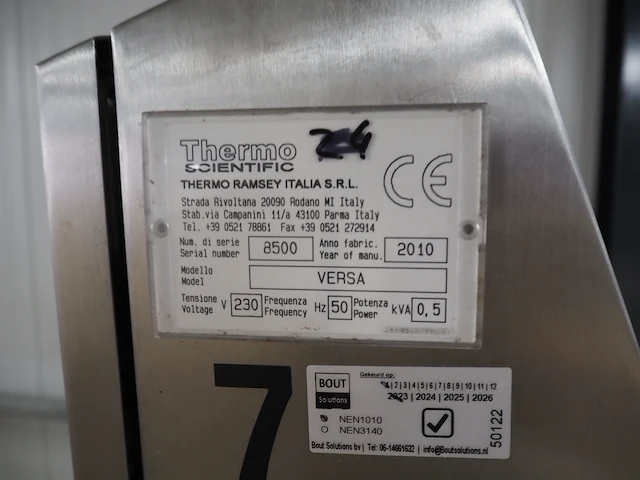 Thermo
SCIENTIFIC
THERMO RAMSEY ITALIA S.R.L.
Strada Rivoltana 20090 Rodano MI Italy
Stab.via Campanini 11/a 43100 Parma Italy
Tel. +39 0521 78861 Fax +39 0521 272914
CE
Num. di serie
Serial number
8500
Anno fabric.
Year of manu.
2010
Modello
Model
VERSA
Tensione
Voltage
V 230
Frequenza
Frequency
Hz 50
Potenza
Power
kVA 0,5
7
BOUT
Solutions
Gekeurd op:
1|2|3|4|5|6|7|8|9|10|11|12
2023|2024|2025|2026
NEN1010
NEN3140
50122
Bout Solutions bv| Tel: 06-14661632 | info@Boutsolutions.nl